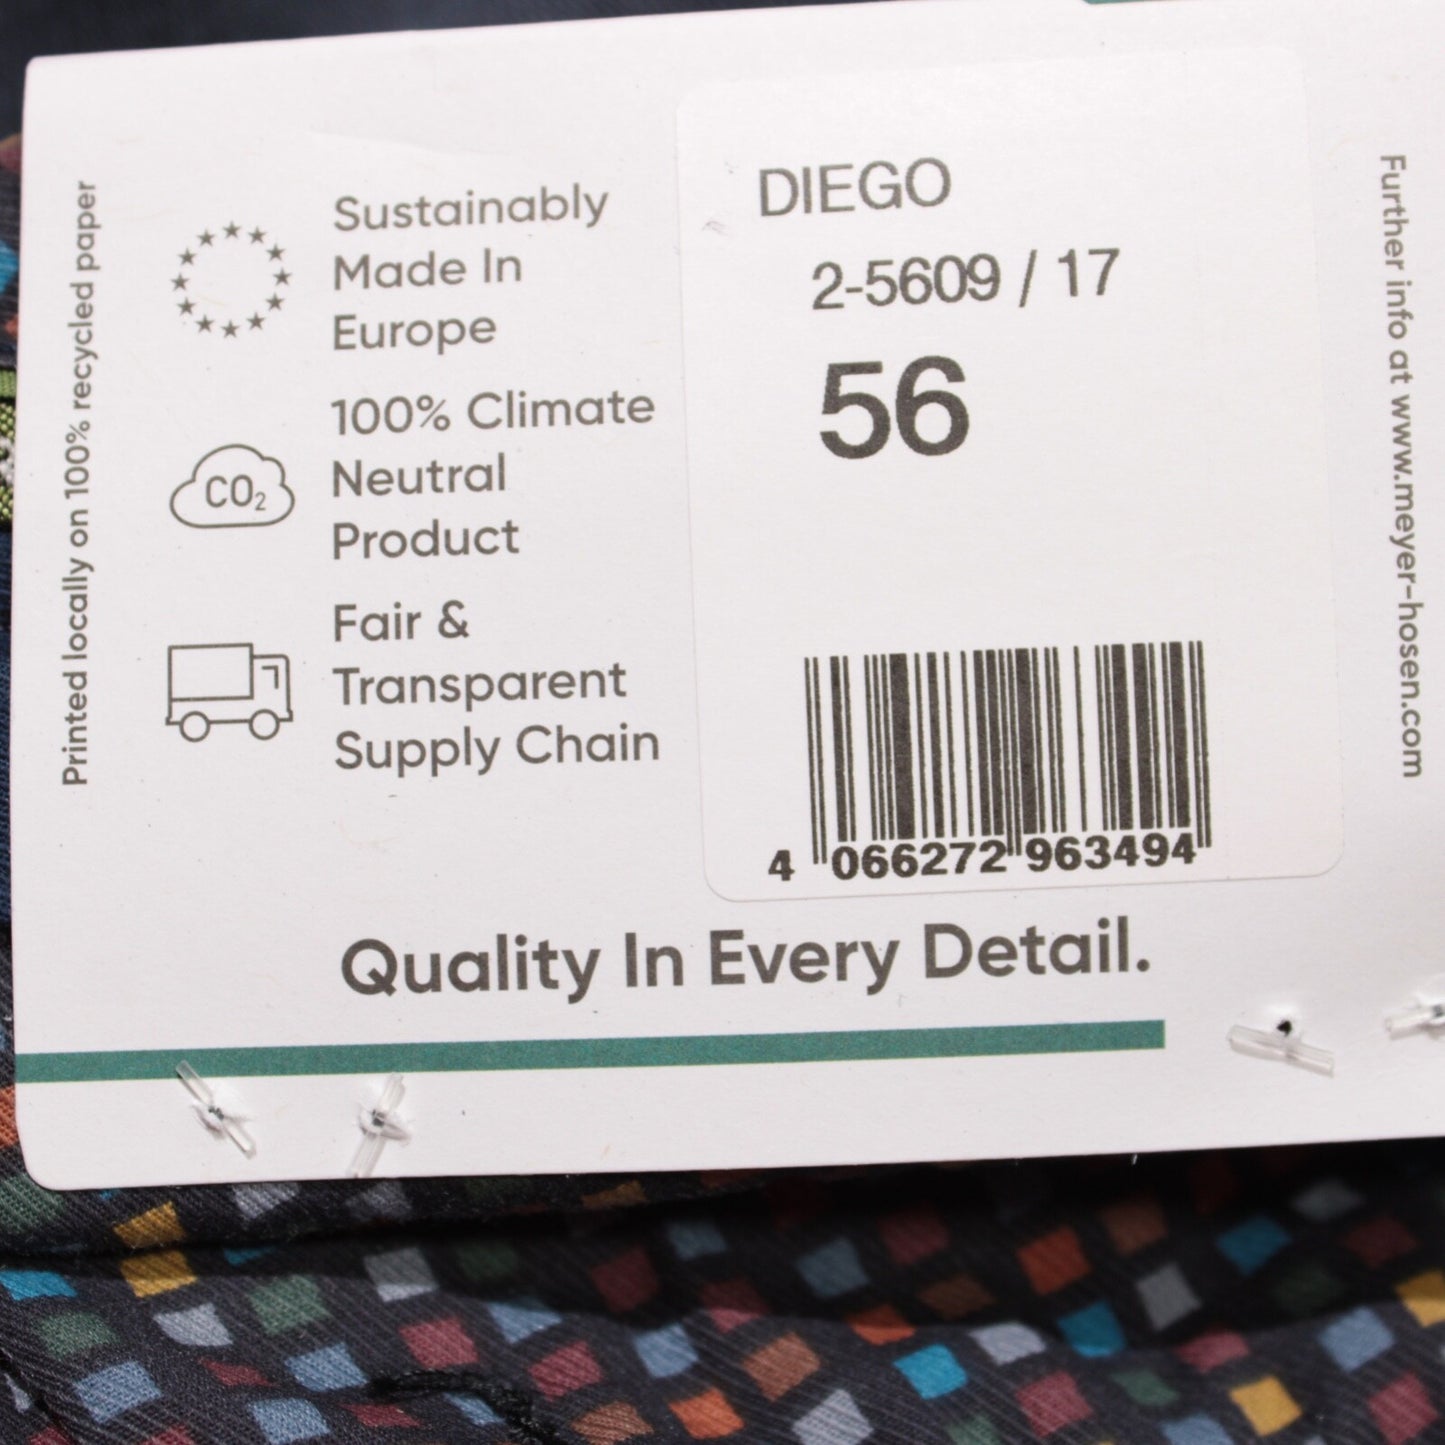 Printed locally on 100% recycled paper
Sustainably
Made In
Europe
CO₂
100% Climate
Neutral
Product
Fair &
Transparent
Supply Chain
DIEGO
2-5609 / 17
56
4 066272 963494
Quality In Every Detail.
Further info at www.meyer-hosen.com